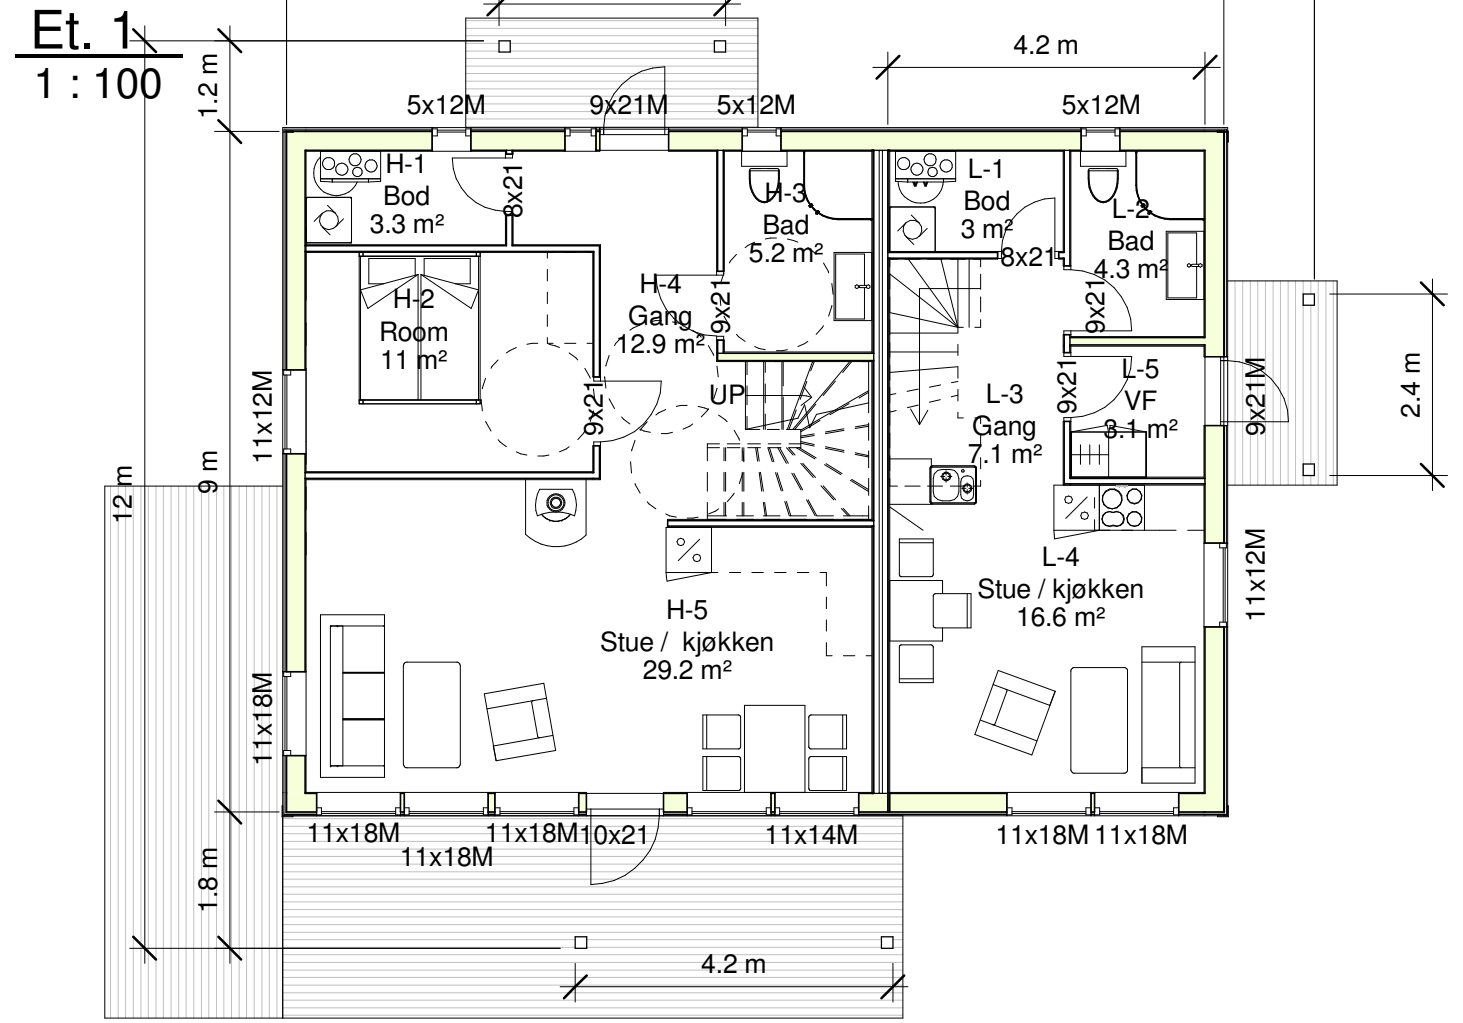 Et. 1
1 : 100
4.2 m
1.2 m
5x12M
9x21M
5x12M
5x12M
H-1
Bod
3.3 m²
8x21
H-3
Bad
5.2 m²
L-1
Bod
3 m²
8x21
L-2
Bad
4.3 m²
H-2
Room
11 m²
H-4
Gang
12.9 m²
9x21
9x21
9x21
UP
L-3
Gang
7.1 m²
9x21
L-5
VF
3.1 m²
9x21M
2.4 m
11x12M
12 m
9 m
11x12M
H-5
Stue / kjøkken
29.2 m²
L-4
Stue / kjøkken
16.6 m²
11x18M
11x18M
11x18M
11x18M
10x21
11x14M
11x18M
11x18M
1.8 m
4.2 m